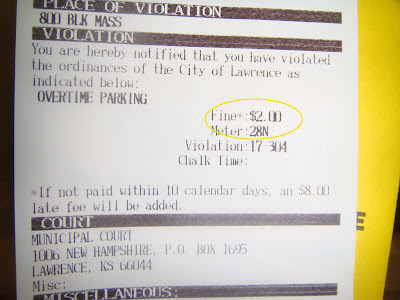 PLACE OF VIOLATION
800 BLK MASS
VIOLATION
You are hereby notified that you have violated
the ordinances of the City of Lawrence as
indicated below:
OVERTIME PARKING
Fine*:$2.00
Meter:28N
Violation:17-304
Chalk Time:
*If not paid within 10 calendar days, an $8.00
late fee will be added.
E
COURT
MUNICIPAL COURT
1006 NEW HAMPSHIRE, P.O. BOX 1695
LAWRENCE, KS 66044
Misc:
MISCELLANEOUS: